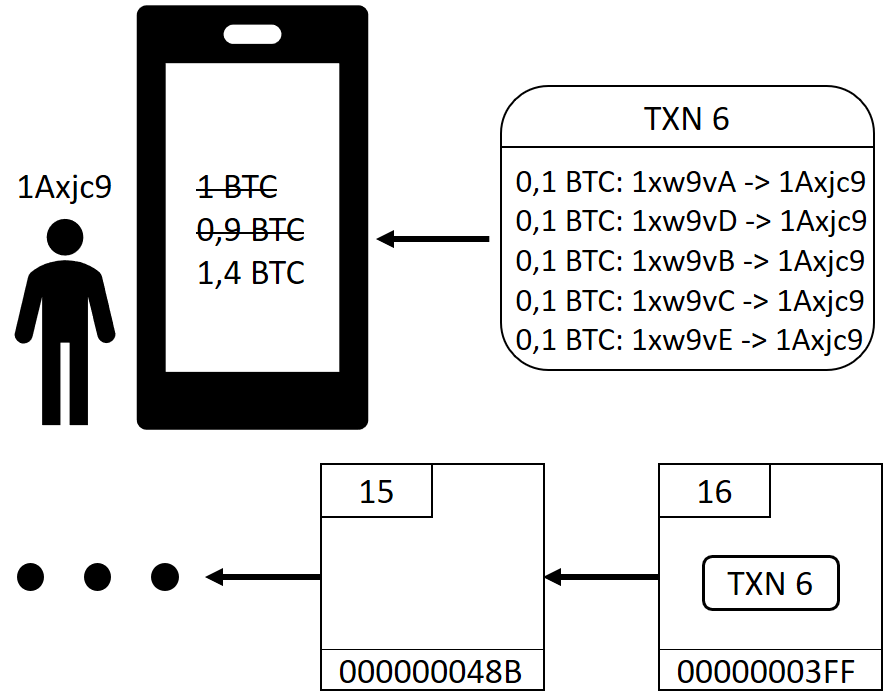 1Axjc9
1 BTC
0,9 BTC
1,4 BTC
TXN 6
0,1 BTC: 1xw9vA -> 1Axjc9
0,1 BTC: 1xw9vD -> 1Axjc9
0,1 BTC: 1xw9vB -> 1Axjc9
0,1 BTC: 1xw9vC -> 1Axjc9
0,1 BTC: 1xw9vE -> 1Axjc9
15
000000048B
16
TXN 6
00000003FF